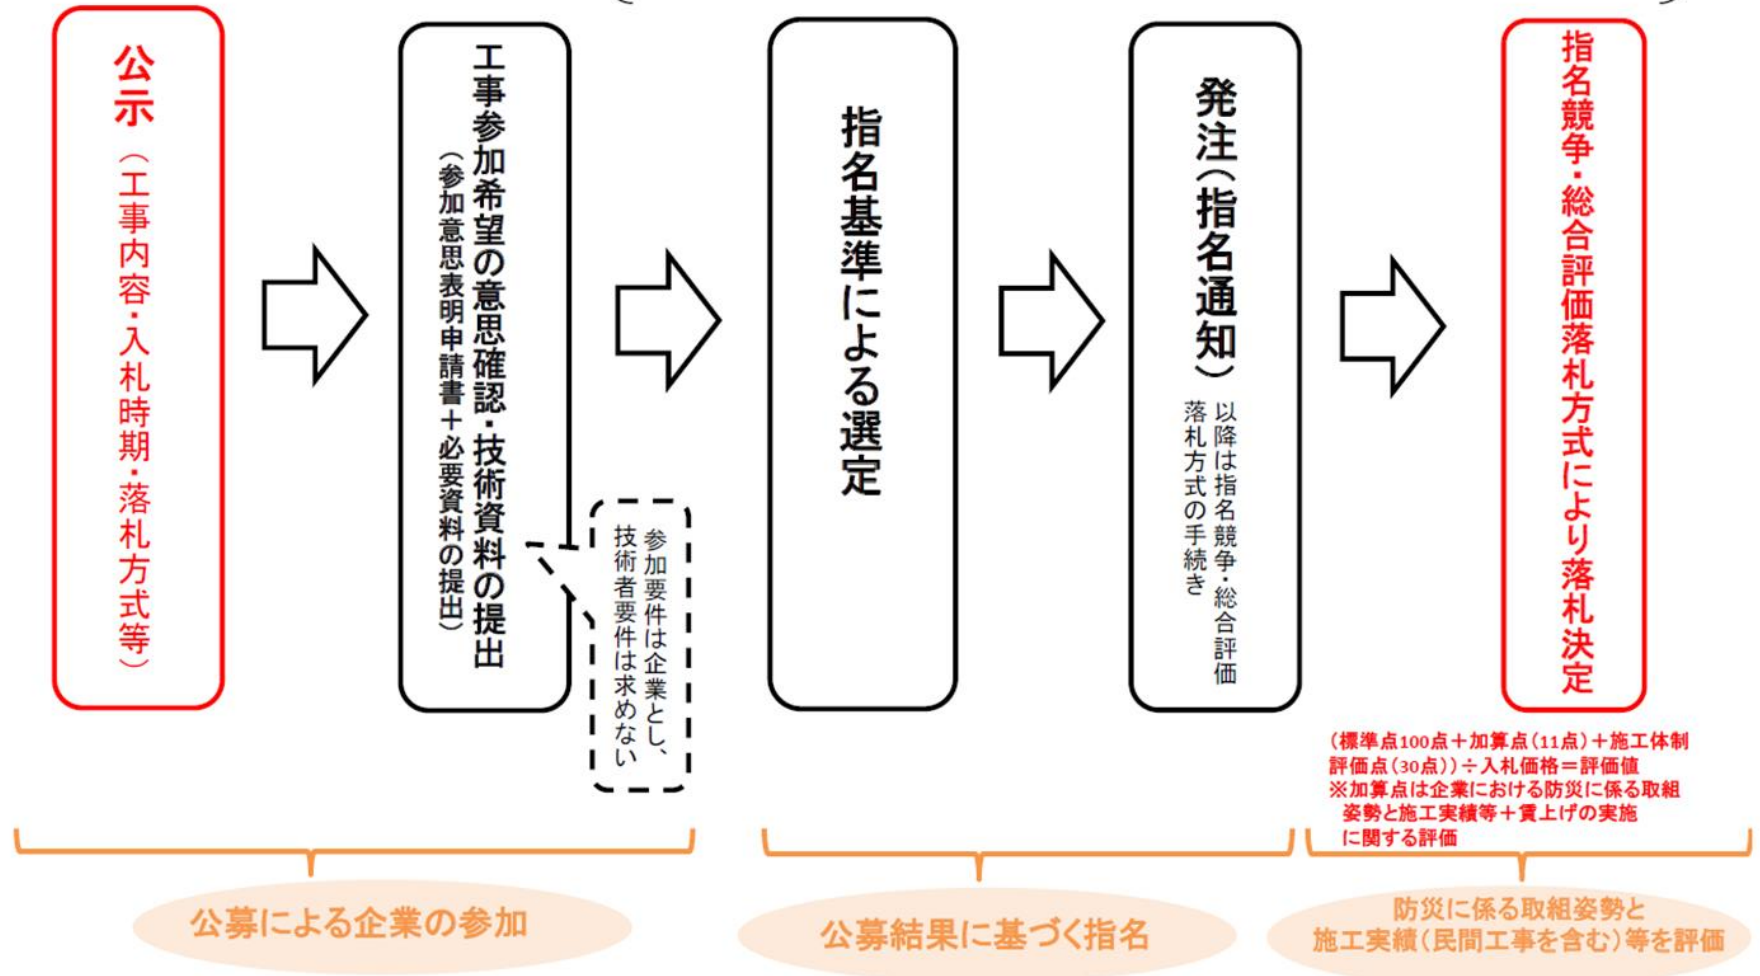 公示（工事内容・入札時期・落札方式等）
工事参加希望の意思確認・技術資料の提出
（参加意思表明申請書＋必要資料の提出）
参加要件は企業とし、
技術者要件は求めない
指名基準による選定
発注（指名通知）
以降は指名競争・総合評価
落札方式の手続き
指名競争・総合評価落札方式により落札決定
（標準点100点＋加算点（11点）＋施工体制
評価点（30点））÷入札価格＝評価値
※加算点は企業における防災に係る取組
姿勢と施工実績等＋賃上げの実施
に関する評価
公募による企業の参加
公募結果に基づく指名
防災に係る取組姿勢と
施工実績（民間工事を含む）等を評価